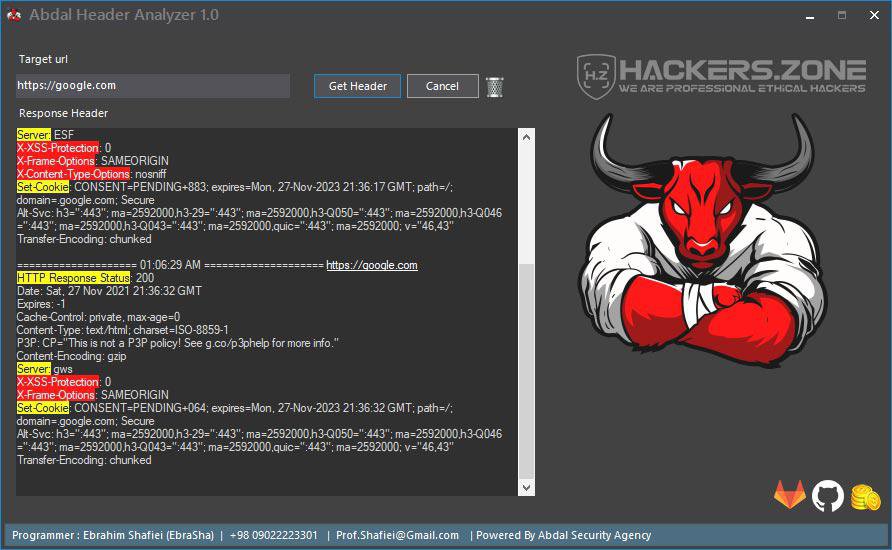 Abdal Header Analyzer 1.0
Target url
https://google.com
Get Header
Cancel
H.Z
HACKERS.ZONE
WE ARE PROFESSIONAL ETHICAL HACKERS
Response Header
Server: ESF
X-XSS-Protection: 0
X-Frame-Options: SAMEORIGIN
X-Content-Type-Options: nosniff
Set-Cookie: CONSENT=PENDING+883; expires=Mon, 27-Nov-2023 21:36:17 GMT; path=/;
domain=.google.com; Secure
Alt-Svc: h3=":443"; ma=2592000,h3-29=":443"; ma=2592000,h3-Q050=":443"; ma=2592000,h3-Q046
=":443"; ma=2592000,h3-Q043=":443"; ma=2592000,quic=":443"; ma=2592000; v="46,43"
Transfer-Encoding: chunked
==================== 01:06:29 AM ==================== https://google.com
HTTP Response Status: 200
Date: Sat, 27 Nov 2021 21:36:32 GMT
Expires: -1
Cache-Control: private, max-age=0
Content-Type: text/html; charset=ISO-8859-1
P3P: CP="This is not a P3P policy! See g.co/p3phelp for more info."
Content-Encoding: gzip
Server: gws
X-XSS-Protection: 0
X-Frame-Options: SAMEORIGIN
Set-Cookie: CONSENT=PENDING+064; expires=Mon, 27-Nov-2023 21:36:32 GMT; path=/;
domain=.google.com; Secure
Alt-Svc: h3=":443"; ma=2592000,h3-29=":443"; ma=2592000,h3-Q050=":443"; ma=2592000,h3-Q046
=":443"; ma=2592000,h3-Q043=":443"; ma=2592000,quic=":443"; ma=2592000; v="46,43"
Transfer-Encoding: chunked
Programmer : Ebrahim Shafiei (EbraSha) | +98 09022223301 | Prof.Shafiei@Gmail.com | Powered By Abdal Security Agency